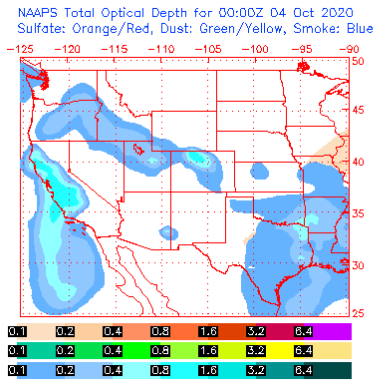 NAAPS Total Optical Depth for 00:00Z 04 Oct 2020
Sulfate: Orange/Red, Dust: Green/Yellow, Smoke: Blue
-125 -120 -115 -110 -105 -100 -95 -90
50
45
40
35
30
25
0.1 0.2 0.4 0.8 1.6 3.2 6.4
0.1 0.2 0.4 0.8 1.6 3.2 6.4
0.1 0.2 0.4 0.8 1.6 3.2 6.4